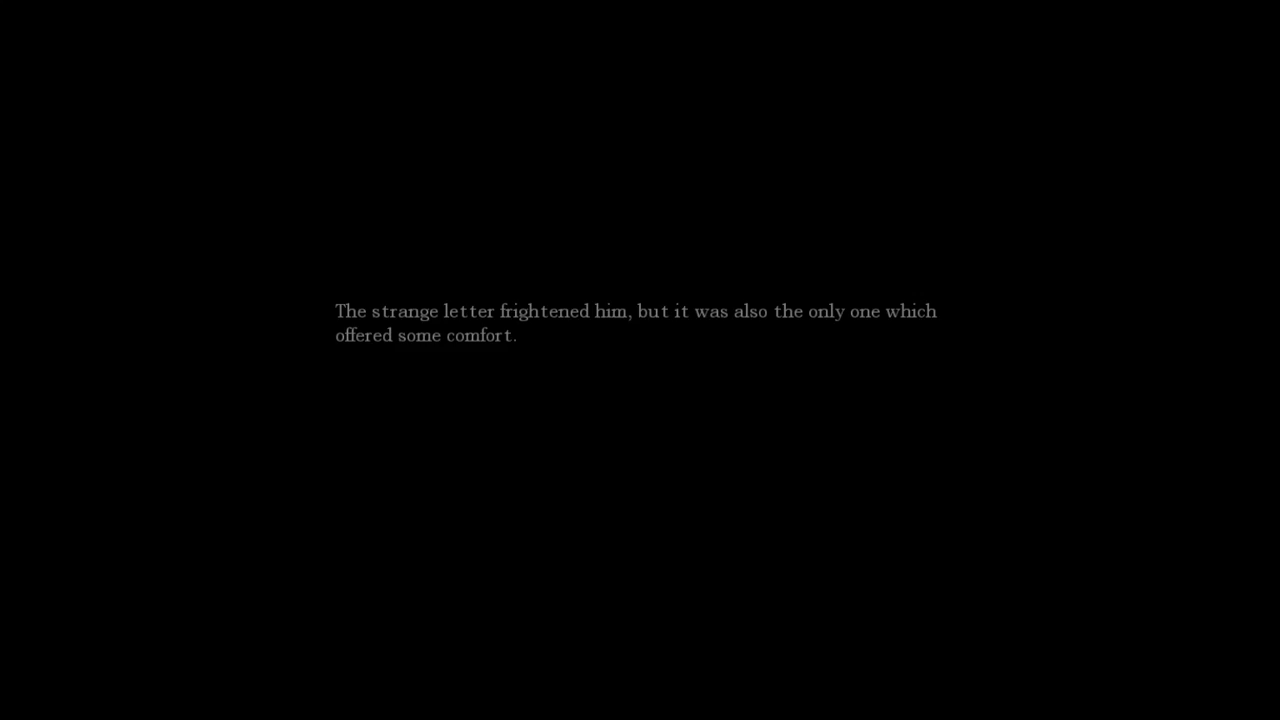 The strange letter frightened him, but it was also the only one which
offered some comfort.